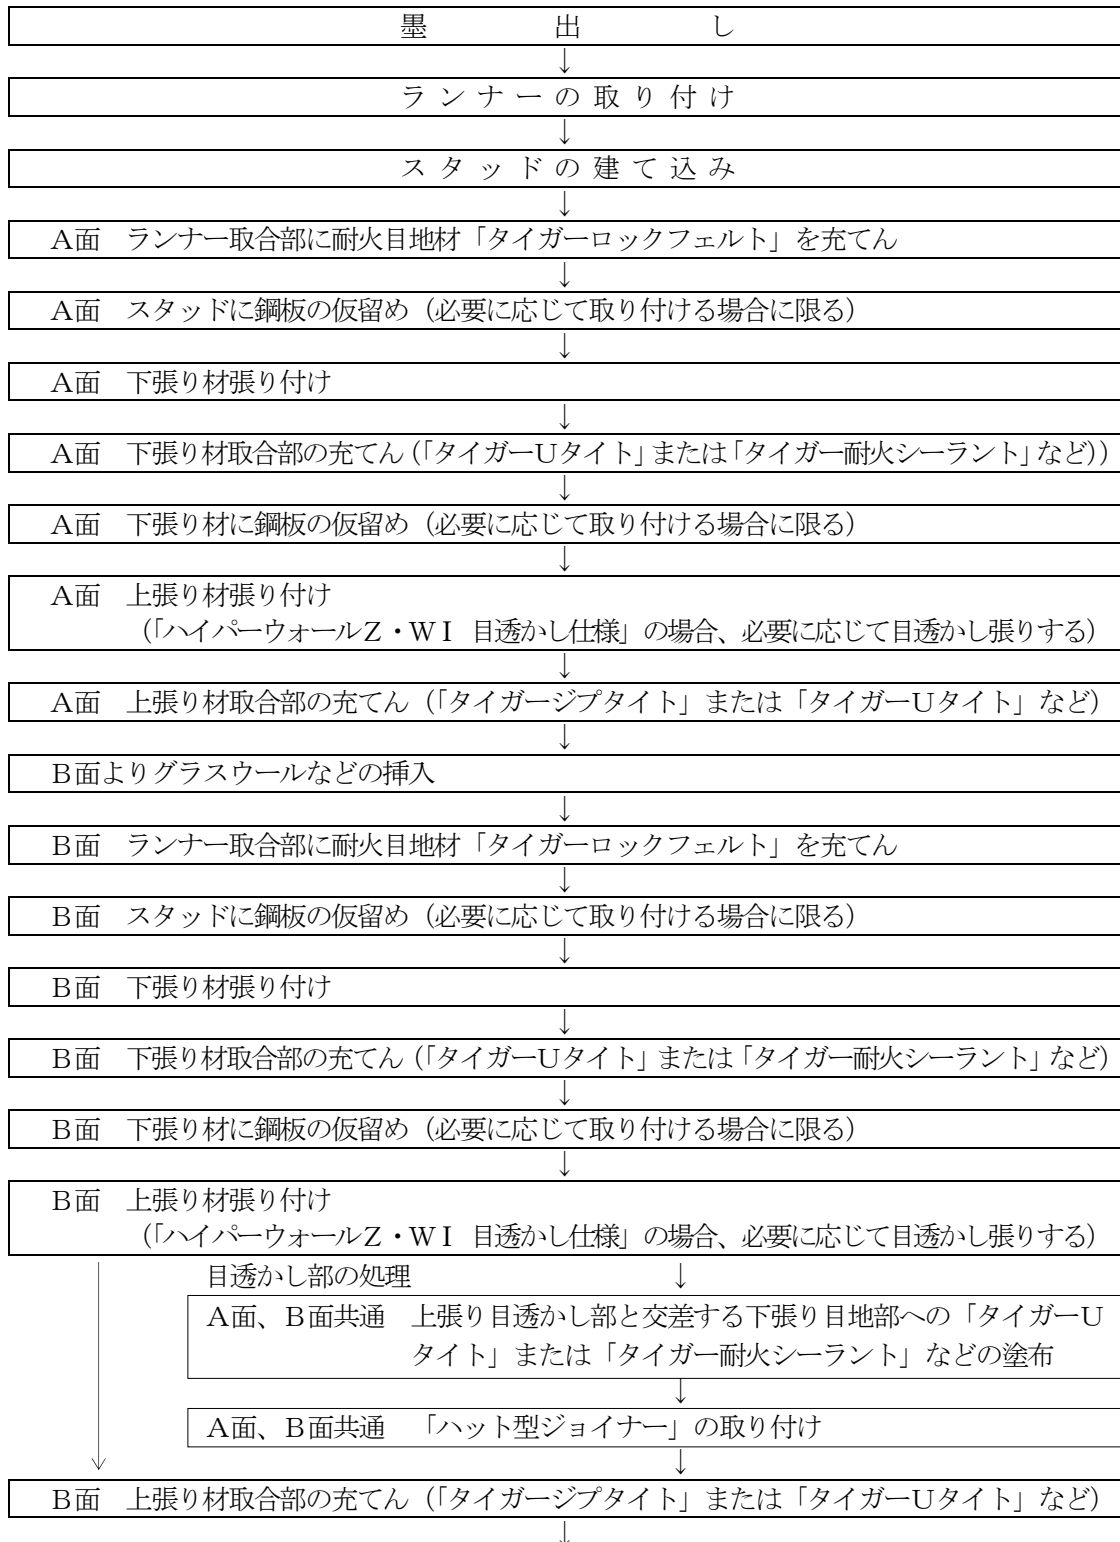 墨出し
↓
ランナーの取り付け
↓
スタッドの建て込み
↓
A面 ランナー取合部に耐火目地材「タイガーロックフェルト」を充てん
↓
A面 スタッドに鋼板の仮留め（必要に応じて取り付ける場合に限る）
↓
A面 下張り材張り付け
↓
A面 下張り材取合部の充てん（「タイガーUタイト」または「タイガー耐火シーラント」など））
↓
A面 下張り材に鋼板の仮留め（必要に応じて取り付ける場合に限る）
↓
A面 上張り材張り付け
（「ハイパーウォールZ・WI 目透かし仕様」の場合、必要に応じて目透かし張りする）
↓
A面 上張り材取合部の充てん（「タイガージプタイト」または「タイガーUタイト」など）
↓
B面よりグラスウールなどの挿入
↓
B面 ランナー取合部に耐火目地材「タイガーロックフェルト」を充てん
↓
B面 スタッドに鋼板の仮留め（必要に応じて取り付ける場合に限る）
↓
B面 下張り材張り付け
↓
B面 下張り材取合部の充てん（「タイガーUタイト」または「タイガー耐火シーラント」など）
↓
B面 下張り材に鋼板の仮留め（必要に応じて取り付ける場合に限る）
↓
B面 上張り材張り付け
（「ハイパーウォールZ・WI 目透かし仕様」の場合、必要に応じて目透かし張りする）
目透かし部の処理 ↓
A面、B面共通 上張り目透かし部と交差する下張り目地部への「タイガーU
タイト」または「タイガー耐火シーラント」などの塗布
↓
A面、B面共通 「ハット型ジョイナー」の取り付け
↓
B面 上張り材取合部の充てん（「タイガージプタイト」または「タイガーUタイト」など）
↓